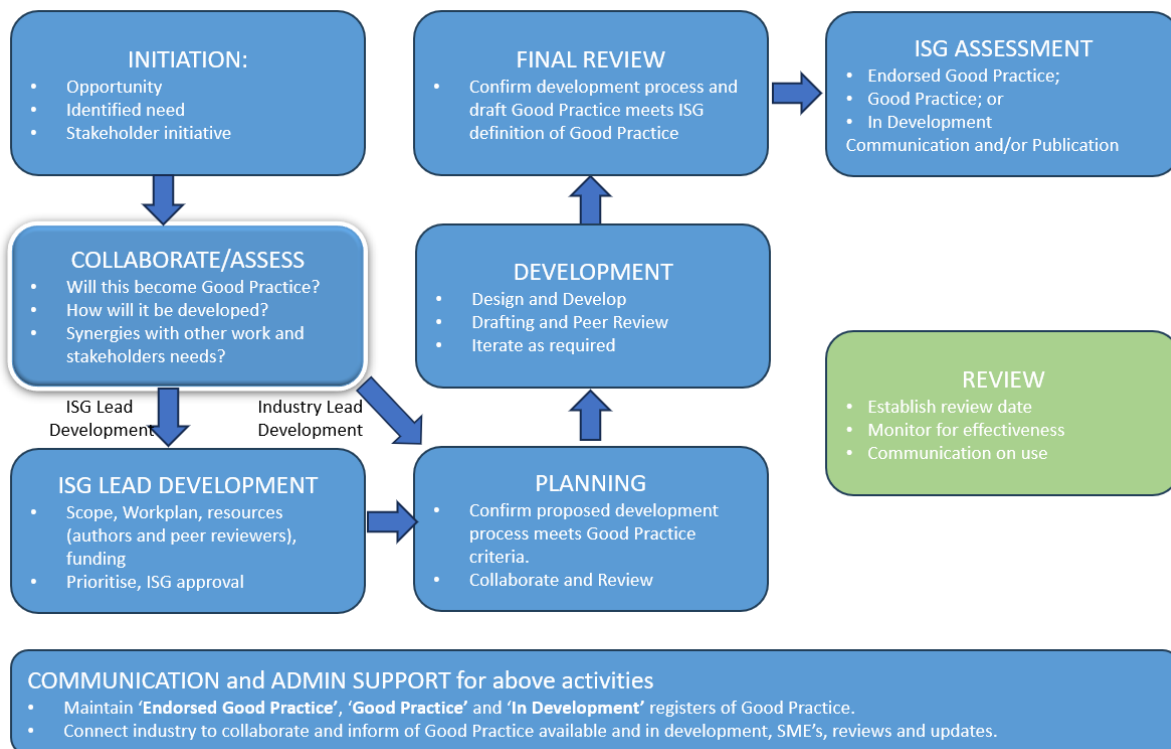 INITIATION:
• Opportunity
• Identified need
• Stakeholder initiative
COLLABORATE/ASSESS
• Will this become Good Practice?
• How will it be developed?
• Synergies with other work and
stakeholders needs?
ISG Lead
Development
Industry Lead
Development
ISG LEAD DEVELOPMENT
• Scope, Workplan, resources
(authors and peer reviewers),
funding
• Prioritise, ISG approval
PLANNING
• Confirm proposed development
process meets Good Practice
criteria.
• Collaborate and Review
DEVELOPMENT
• Design and Develop
• Drafting and Peer Review
• Iterate as required
FINAL REVIEW
• Confirm development process and
draft Good Practice meets ISG
definition of Good Practice
ISG ASSESSMENT
• Endorsed Good Practice;
• Good Practice; or
• In Development
Communication and/or Publication
REVIEW
• Establish review date
• Monitor for effectiveness
• Communication on use
COMMUNICATION and ADMIN SUPPORT for above activities
• Maintain ‘Endorsed Good Practice’, ‘Good Practice’ and ‘In Development’ registers of Good Practice.
• Connect industry to collaborate and inform of Good Practice available and in development, SME’s, reviews and updates.